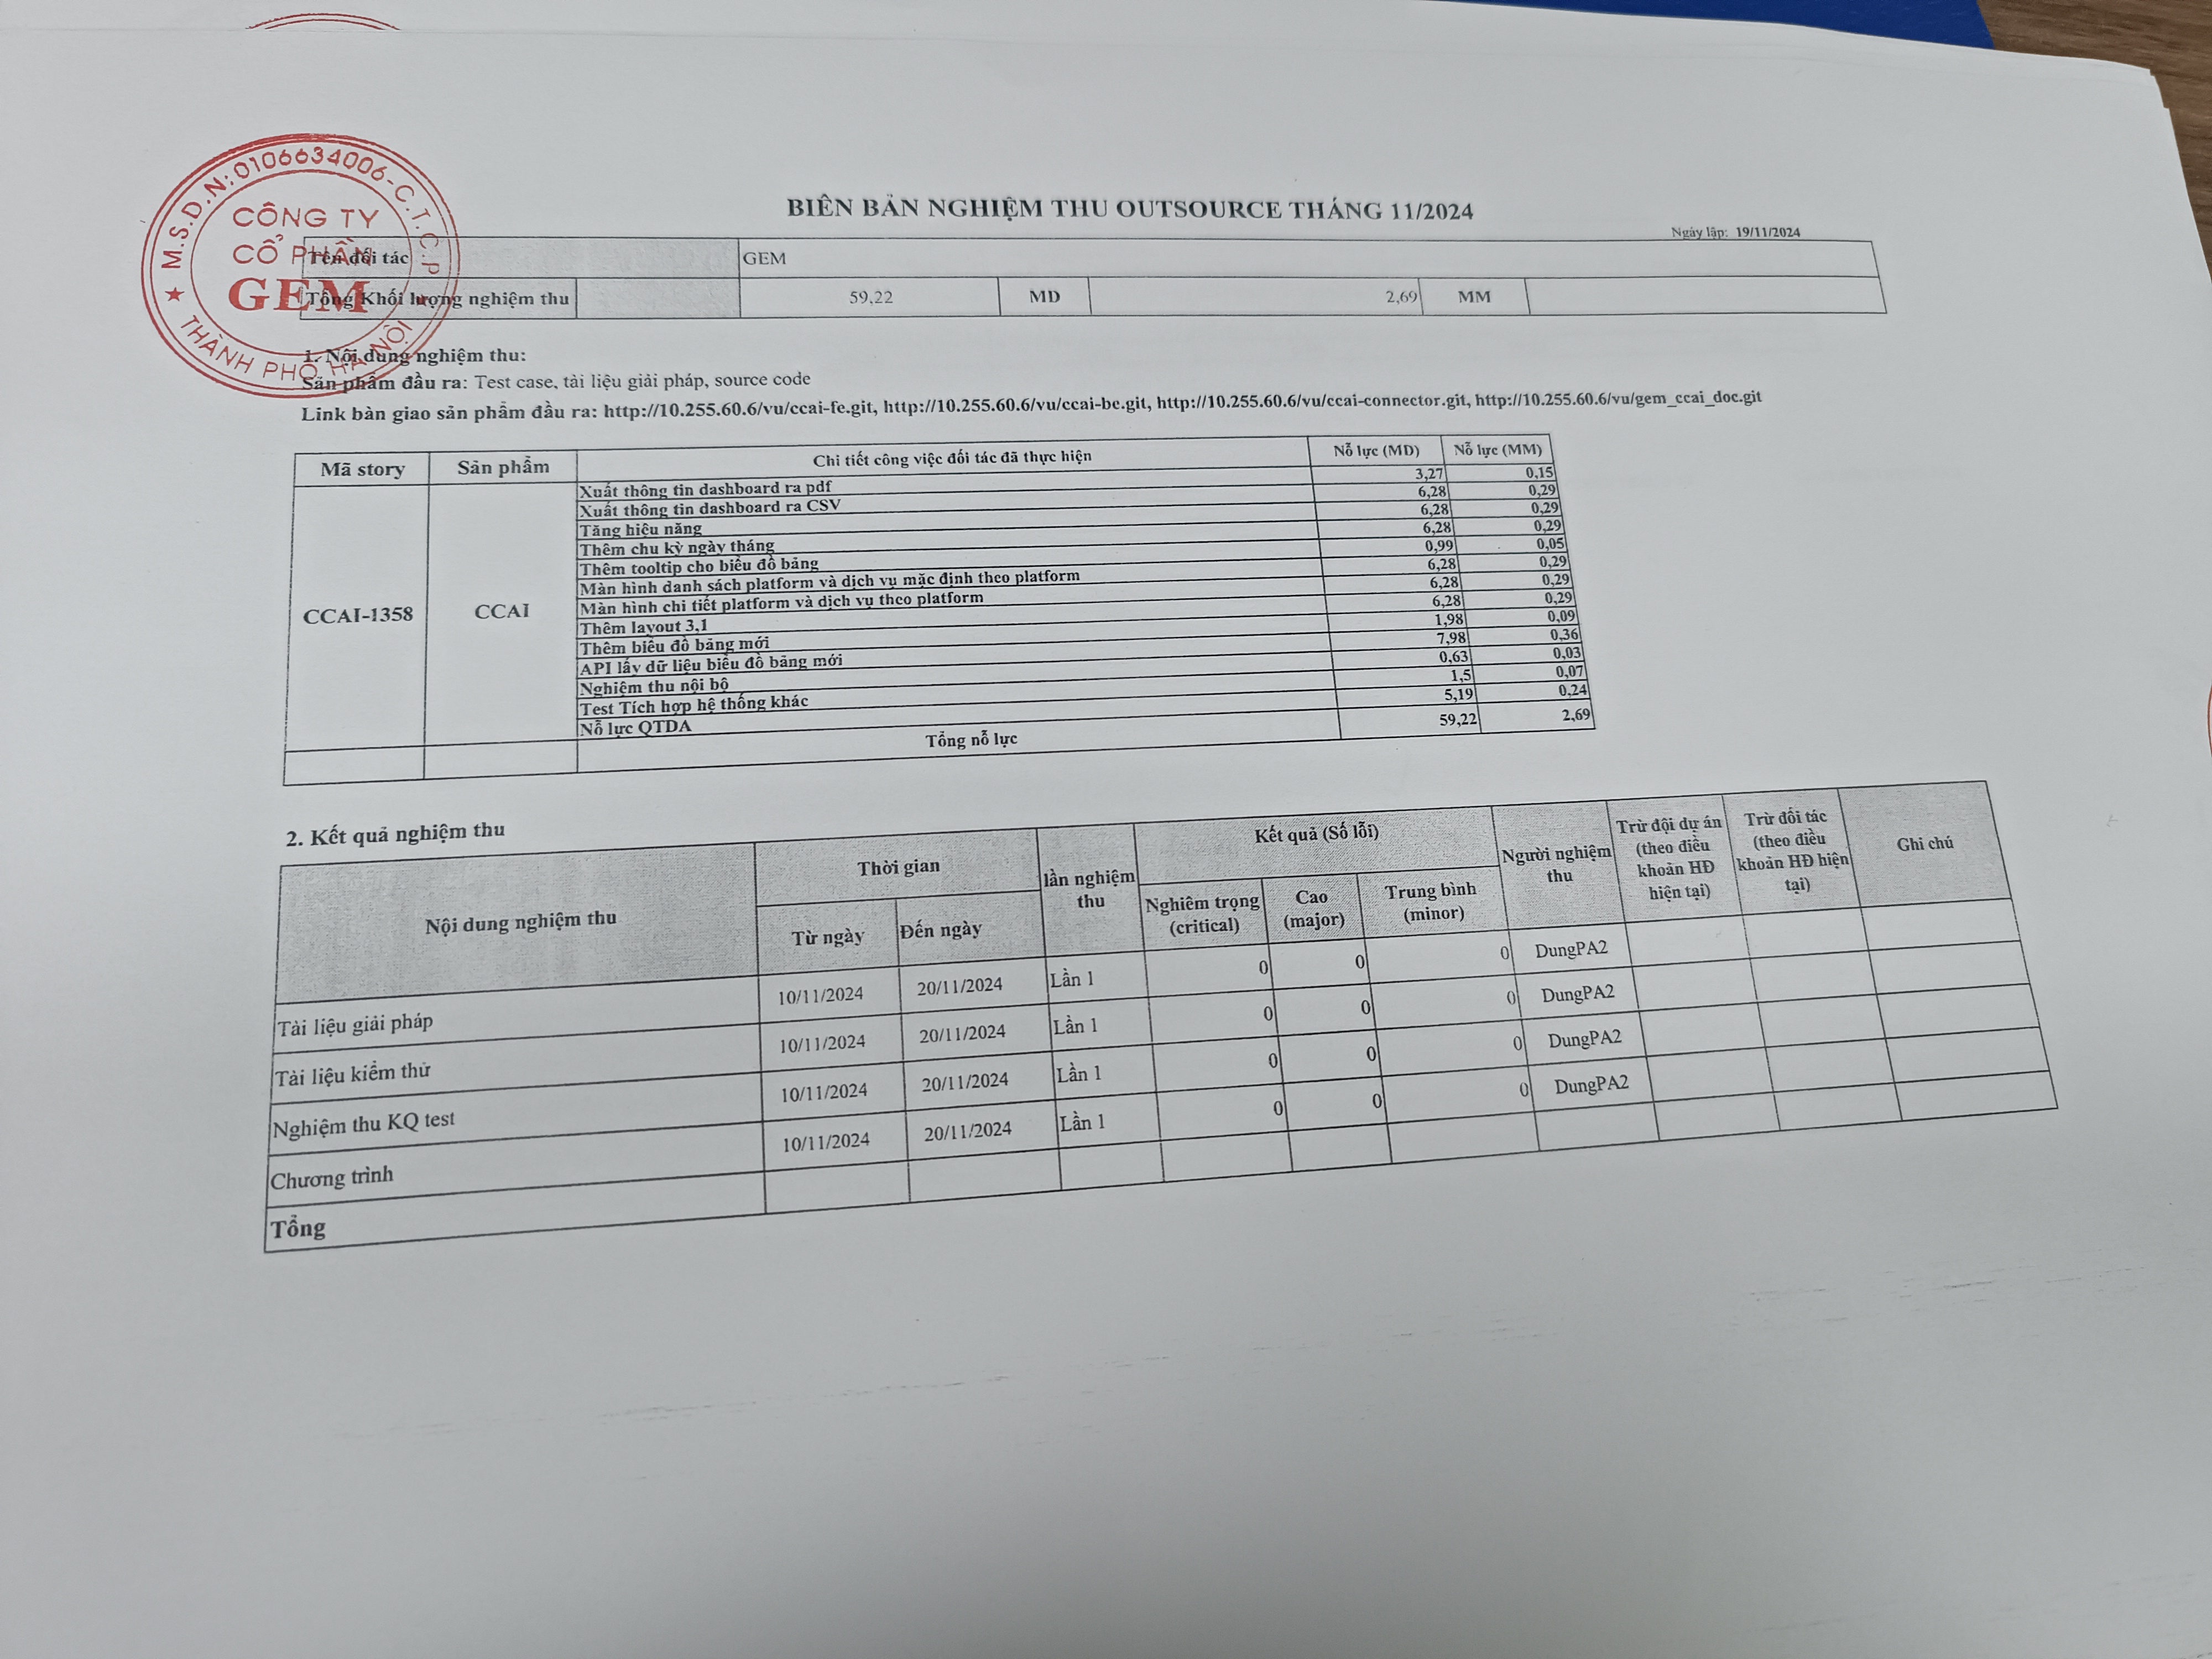 M.S.D.N:0106634006-C.T.C.P
CÔNG TY
CỔ PHẦN
GEM
THÀNH PHỐ HÀ NỘI
BIÊN BẢN NGHIỆM THU OUTSOURCE THÁNG 11/2024
Ngày lập: 19/11/2024
Tên đối tác GEM
Tổng Khối lượng nghiệm thu 59,22 MD 2,69 MM
1. Nội dung nghiệm thu:
Sản phẩm đầu ra: Test case, tài liệu giải pháp, source code
Link bàn giao sản phẩm đầu ra: http://10.255.60.6/vu/ccai-fe.git, http://10.255.60.6/vu/ccai-be.git, http://10.255.60.6/vu/ccai-connector.git, http://10.255.60.6/vu/gem_ccai_doc.git
Mã story Sản phẩm Chi tiết công việc đối tác đã thực hiện Nỗ lực (MD) Nỗ lực (MM)
CCAI-1358 CCAI
Xuất thông tin dashboard ra pdf 3,27 0,15
Xuất thông tin dashboard ra CSV 6,28 0,29
Tăng hiệu năng 6,28 0,29
Thêm chu kỳ ngày tháng 6,28 0,29
Thêm tooltip cho biểu đồ bảng 0,99 0,05
Màn hình danh sách platform và dịch vụ mặc định theo platform 6,28 0,29
Màn hình chi tiết platform và dịch vụ theo platform 6,28 0,29
Thêm layout 3,1 6,28 0,29
Thêm biểu đồ bảng mới 1,98 0,09
API lấy dữ liệu biểu đồ bảng mới 7,98 0,36
Nghiệm thu nội bộ 0,63 0,03
Test Tích hợp hệ thống khác 1,5 0,07
Nỗ lực QTDA 5,19 0,24
Tổng nỗ lực 59,22 2,69
2. Kết quả nghiệm thu
Nội dung nghiệm thu Thời gian lần nghiệm thu Kết quả (Số lỗi) Người nghiệm thu Trừ đội dự án (theo điều khoản HĐ hiện tại) Trừ đối tác (theo điều khoản HĐ hiện tại) Ghi chú
Từ ngày Đến ngày Nghiêm trọng (critical) Cao (major) Trung bình (minor)
Tài liệu giải pháp 10/11/2024 20/11/2024 Lần 1 0 0 0 DungPA2
Tài liệu kiểm thử 10/11/2024 20/11/2024 Lần 1 0 0 0 DungPA2
Nghiệm thu KQ test 10/11/2024 20/11/2024 Lần 1 0 0 0 DungPA2
Chương trình 10/11/2024 20/11/2024 Lần 1 0 0 0 DungPA2
Tổng